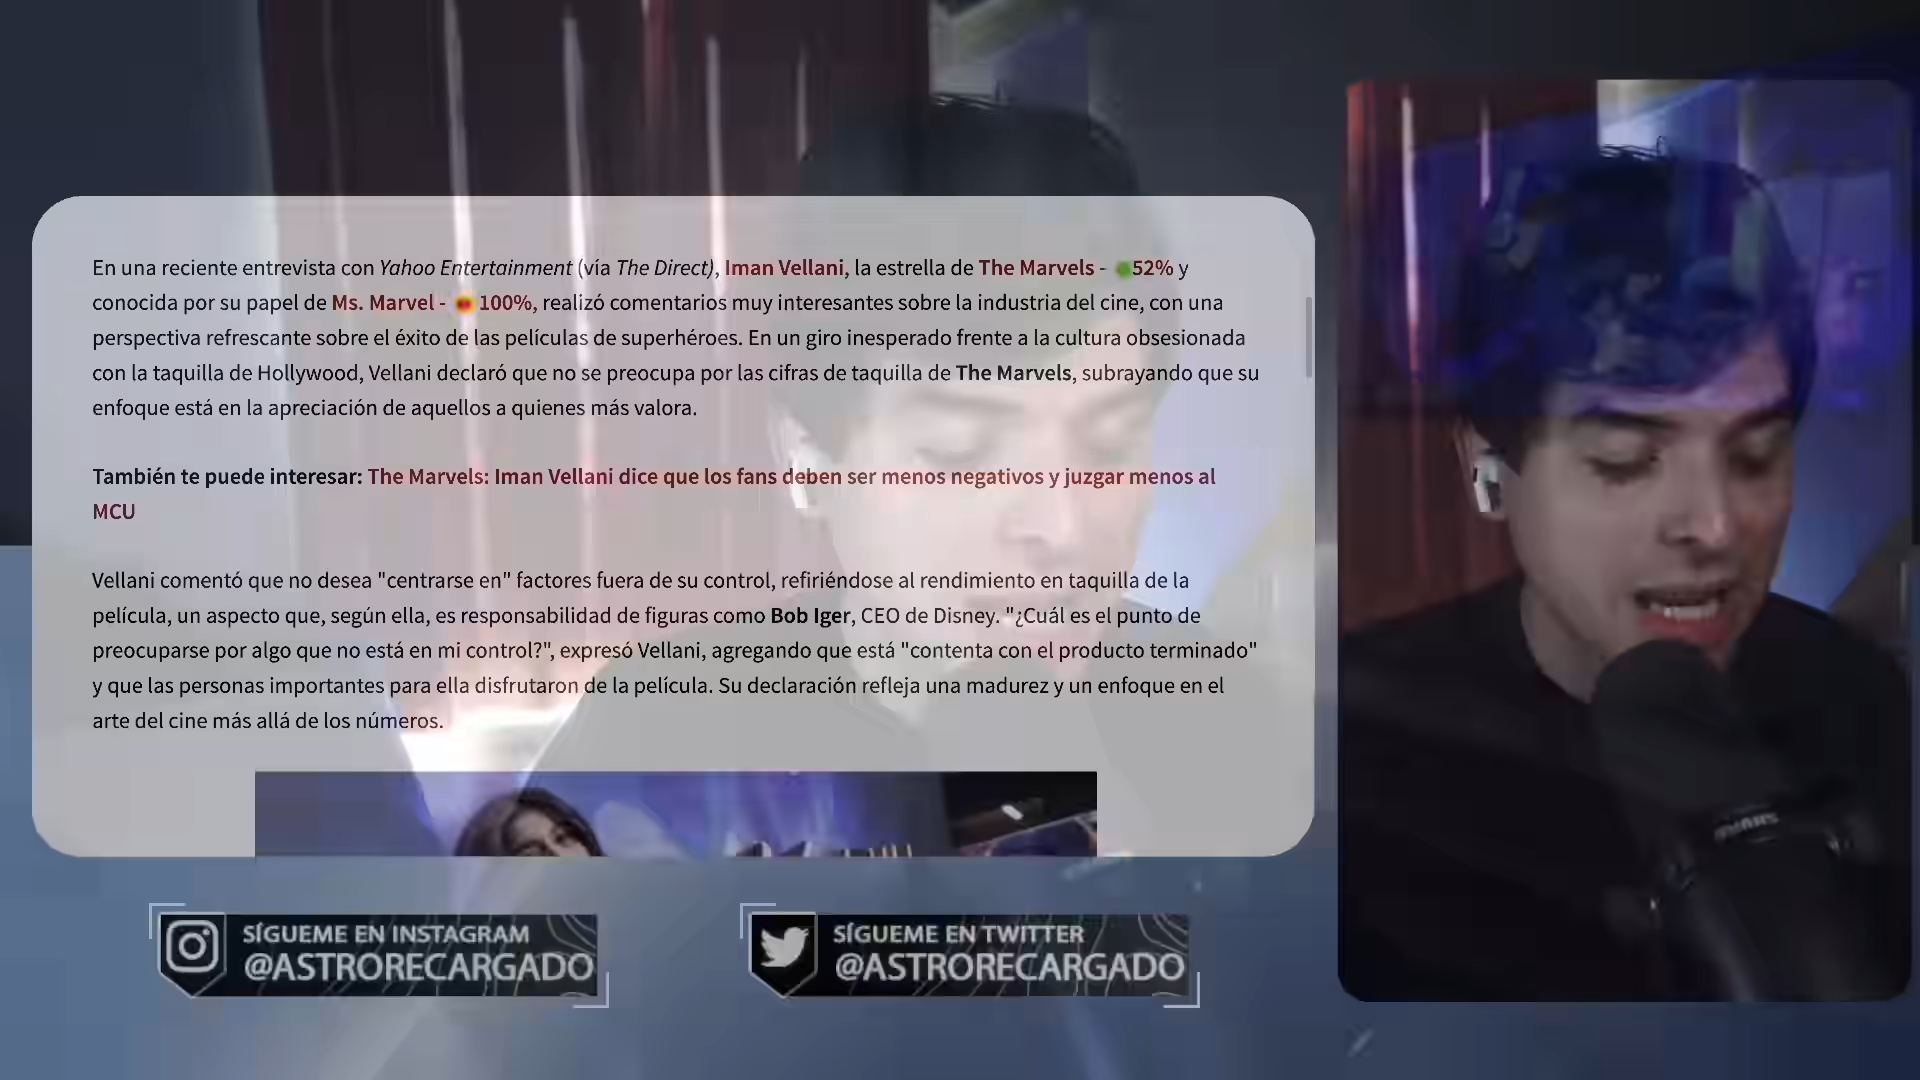 En una reciente entrevista con Yahoo Entertainment (vía The Direct), Iman Vellani, la estrella de The Marvels - 52% y
conocida por su papel de Ms. Marvel - 100%, realizó comentarios muy interesantes sobre la industria del cine, con una
perspectiva refrescante sobre el éxito de las películas de superhéroes. En un giro inesperado frente a la cultura obsesionada
con la taquilla de Hollywood, Vellani declaró que no se preocupa por las cifras de taquilla de The Marvels, subrayando que su
enfoque está en la apreciación de aquellos a quienes más valora.
También te puede interesar: The Marvels: Iman Vellani dice que los fans deben ser menos negativos y juzgar menos al
MCU
Vellani comentó que no desea "centrarse en" factores fuera de su control, refiriéndose al rendimiento en taquilla de la
película, un aspecto que, según ella, es responsabilidad de figuras como Bob Iger, CEO de Disney. "¿Cuál es el punto de
preocuparse por algo que no está en mi control?", expresó Vellani, agregando que está "contenta con el producto terminado"
y que las personas importantes para ella disfrutaron de la película. Su declaración refleja una madurez y un enfoque en el
arte del cine más allá de los números.
SÍGUEME EN INSTAGRAM
@ASTRORECARGADO
SÍGUEME EN TWITTER
@ASTRORECARGADO